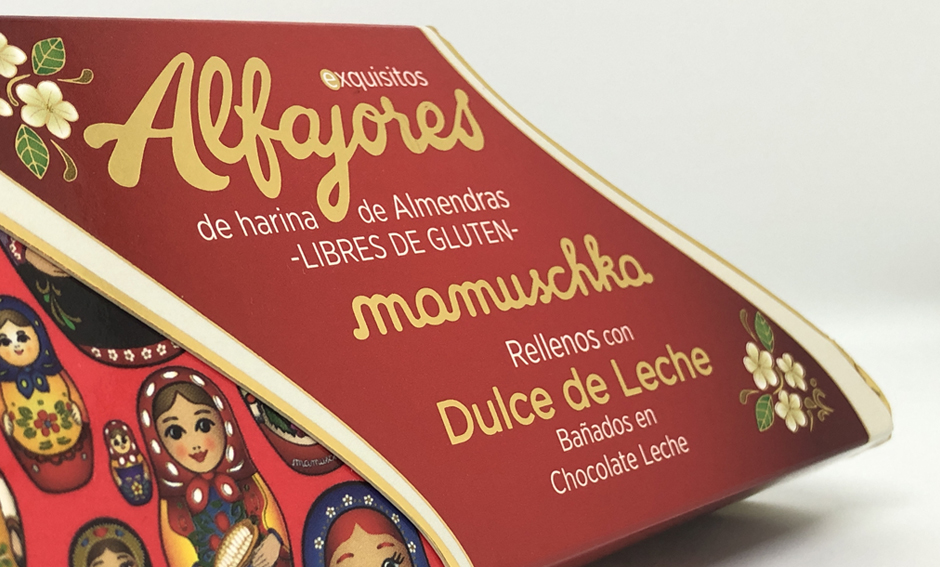 exquisitos
Alfajores
de harina de Almendras
-LIBRES DE GLUTEN-
mamuschka
Rellenos con
Dulce de Leche
Bañados en
Chocolate Leche